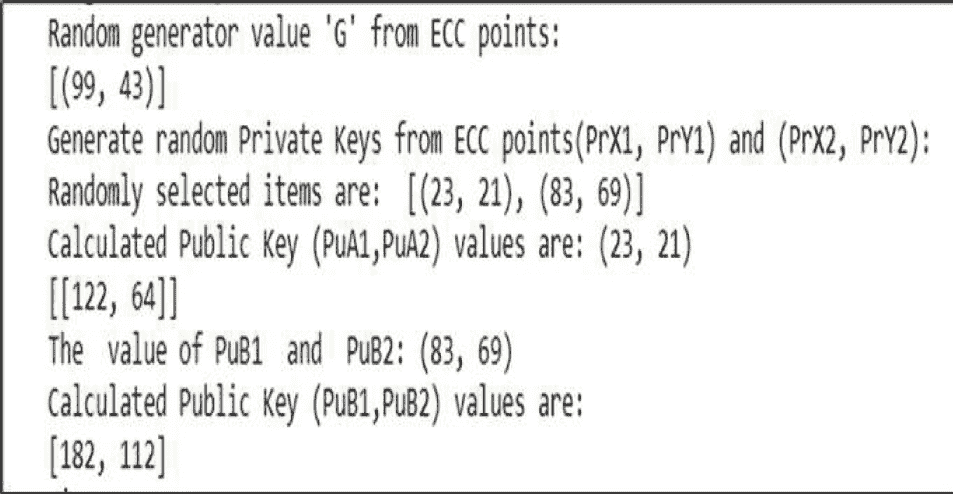 Random generator value 'G' from ECC points:
[(99, 43)]
Generate random Private Keys from ECC points(PrX1, PrY1) and (PrX2, PrY2):
Randomly selected items are: [(23, 21), (83, 69)]
Calculated Public Key (PuA1,PuA2) values are: (23, 21)
[[122, 64]]
The value of PuB1 and PuB2: (83, 69)
Calculated Public Key (PuB1,PuB2) values are:
[182, 112]